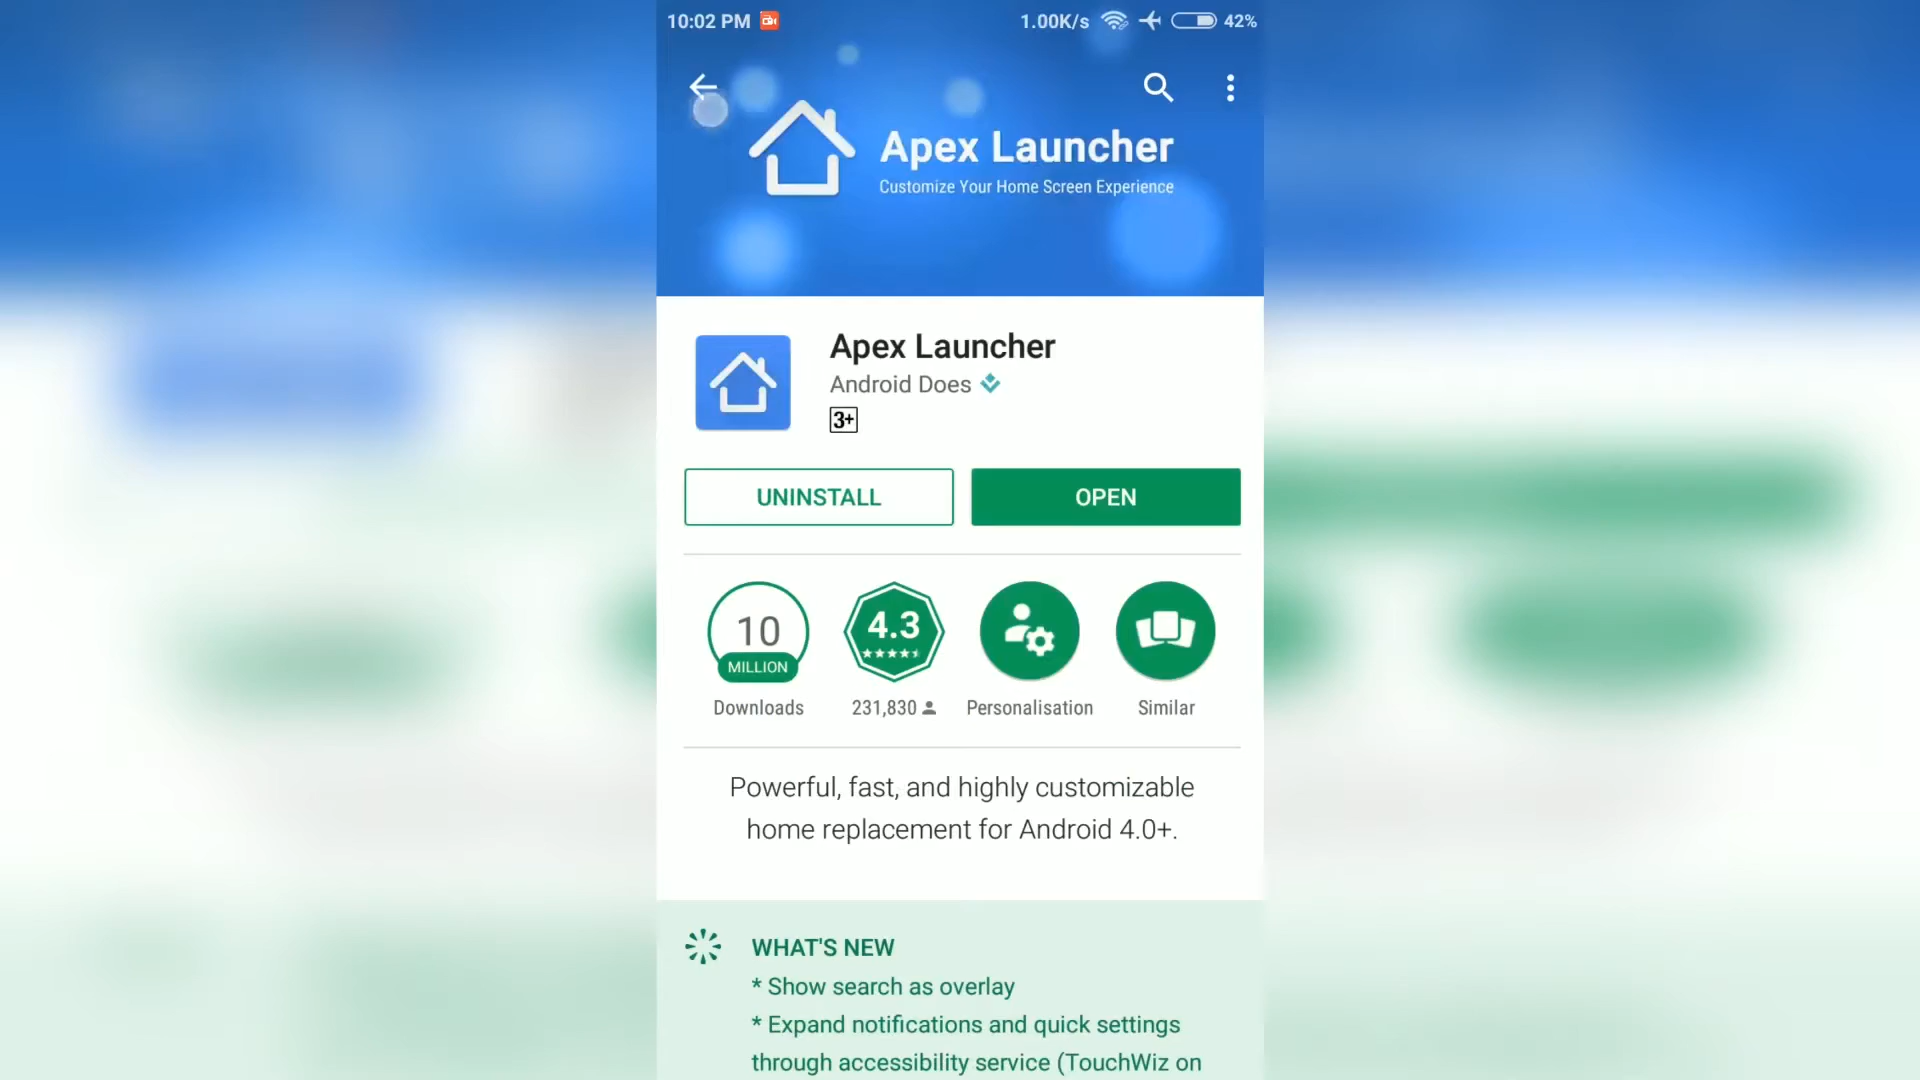 10:02 PM 1.00K/s 42%
Apex Launcher
Customize Your Home Screen Experience
Apex Launcher
Android Does
3+
UNINSTALL OPEN
10 MILLION 4.3
Downloads 231,830 Personalisation Similar
Powerful, fast, and highly customizable
home replacement for Android 4.0+.
WHAT'S NEW
* Show search as overlay
* Expand notifications and quick settings
through accessibility service (TouchWiz on